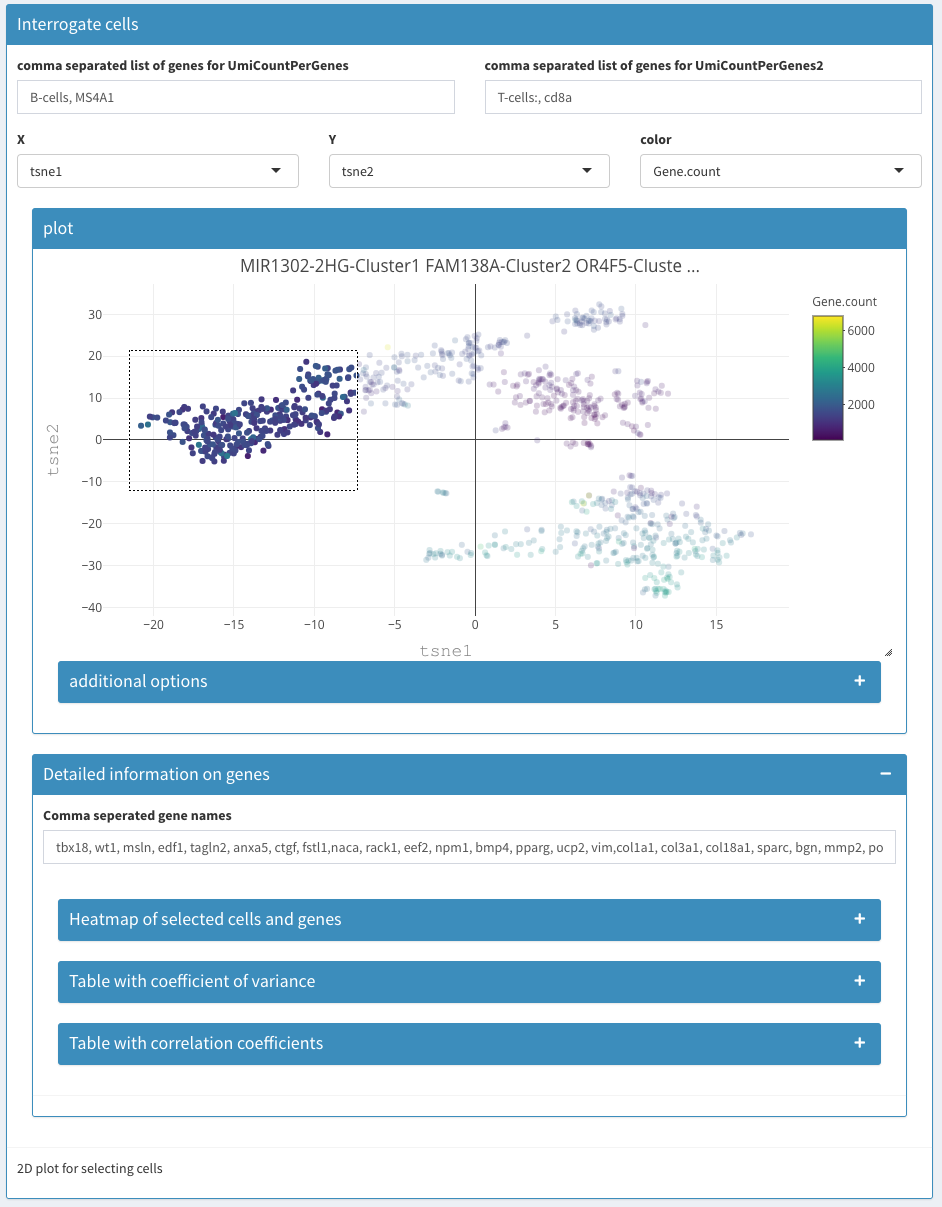 Interrogate cells
comma separated list of genes for UmiCountPerGenes
comma separated list of genes for UmiCountPerGenes2
B-cells, MS4A1
T-cells:, cd8a
X
Y
color
tsne1
tsne2
Gene.count
plot
MIR1302-2HG-Cluster1 FAM138A-Cluster2 OR4F5-Cluste ...
Gene.count
6000
4000
2000
30
20
10
0
−10
−20
−30
−40
tsne2
−20
−15
−10
−5
0
5
10
15
tsne1
additional options
Detailed information on genes
Comma seperated gene names
tbx18, wt1, msln, edf1, tagln2, anxa5, ctgf, fstl1,naca, rack1, eef2, npm1, bmp4, pparg, ucp2, vim,col1a1, col3a1, col18a1, sparc, bgn, mmp2, po
Heatmap of selected cells and genes
Table with coefficient of variance
Table with correlation coefficients
2D plot for selecting cells